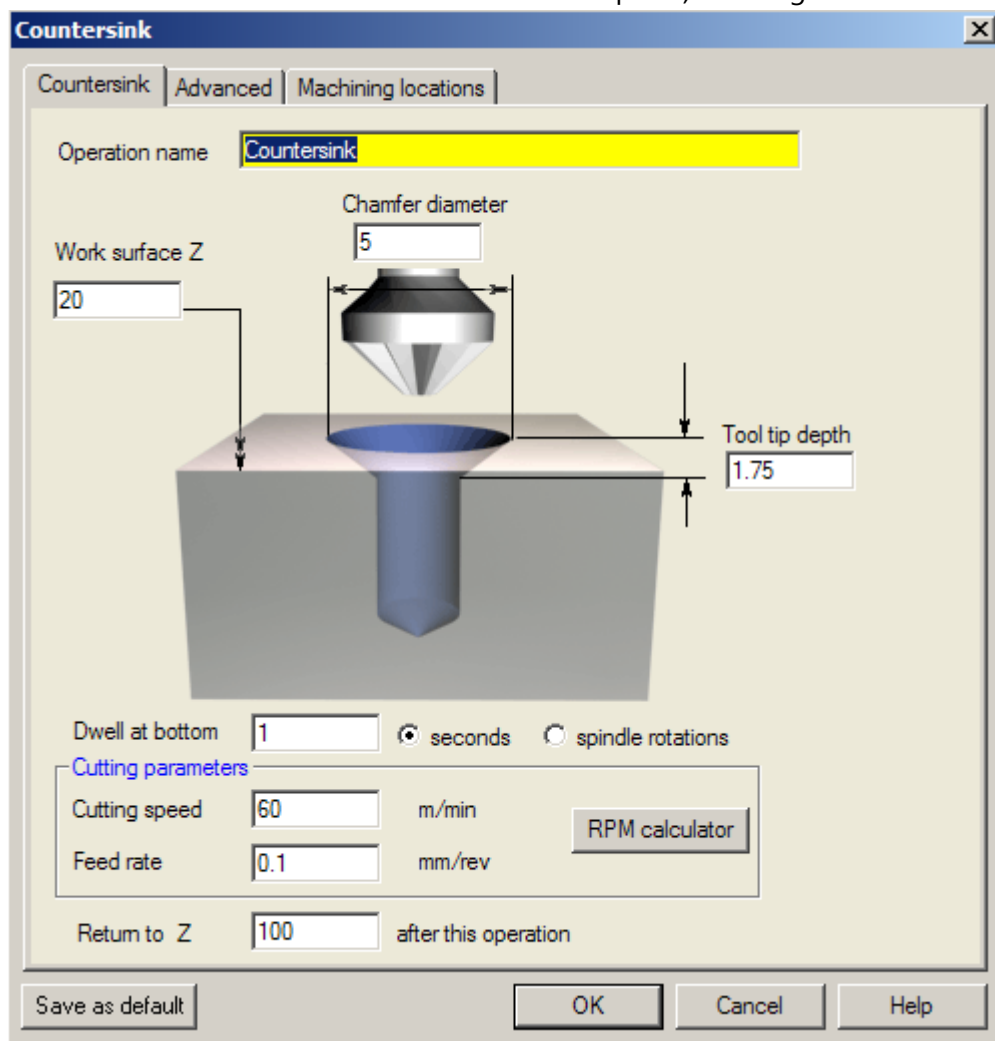 Countersink
Countersink Advanced Machining locations
Operation name Countersink
Chamfer diameter
5
Work surface Z
20
Tool tip depth
1.75
Dwell at bottom 1 seconds spindle rotations
Cutting parameters
Cutting speed 60 m/min
RPM calculator
Feed rate 0.1 mm/rev
Return to Z 100 after this operation
Save as default OK Cancel Help